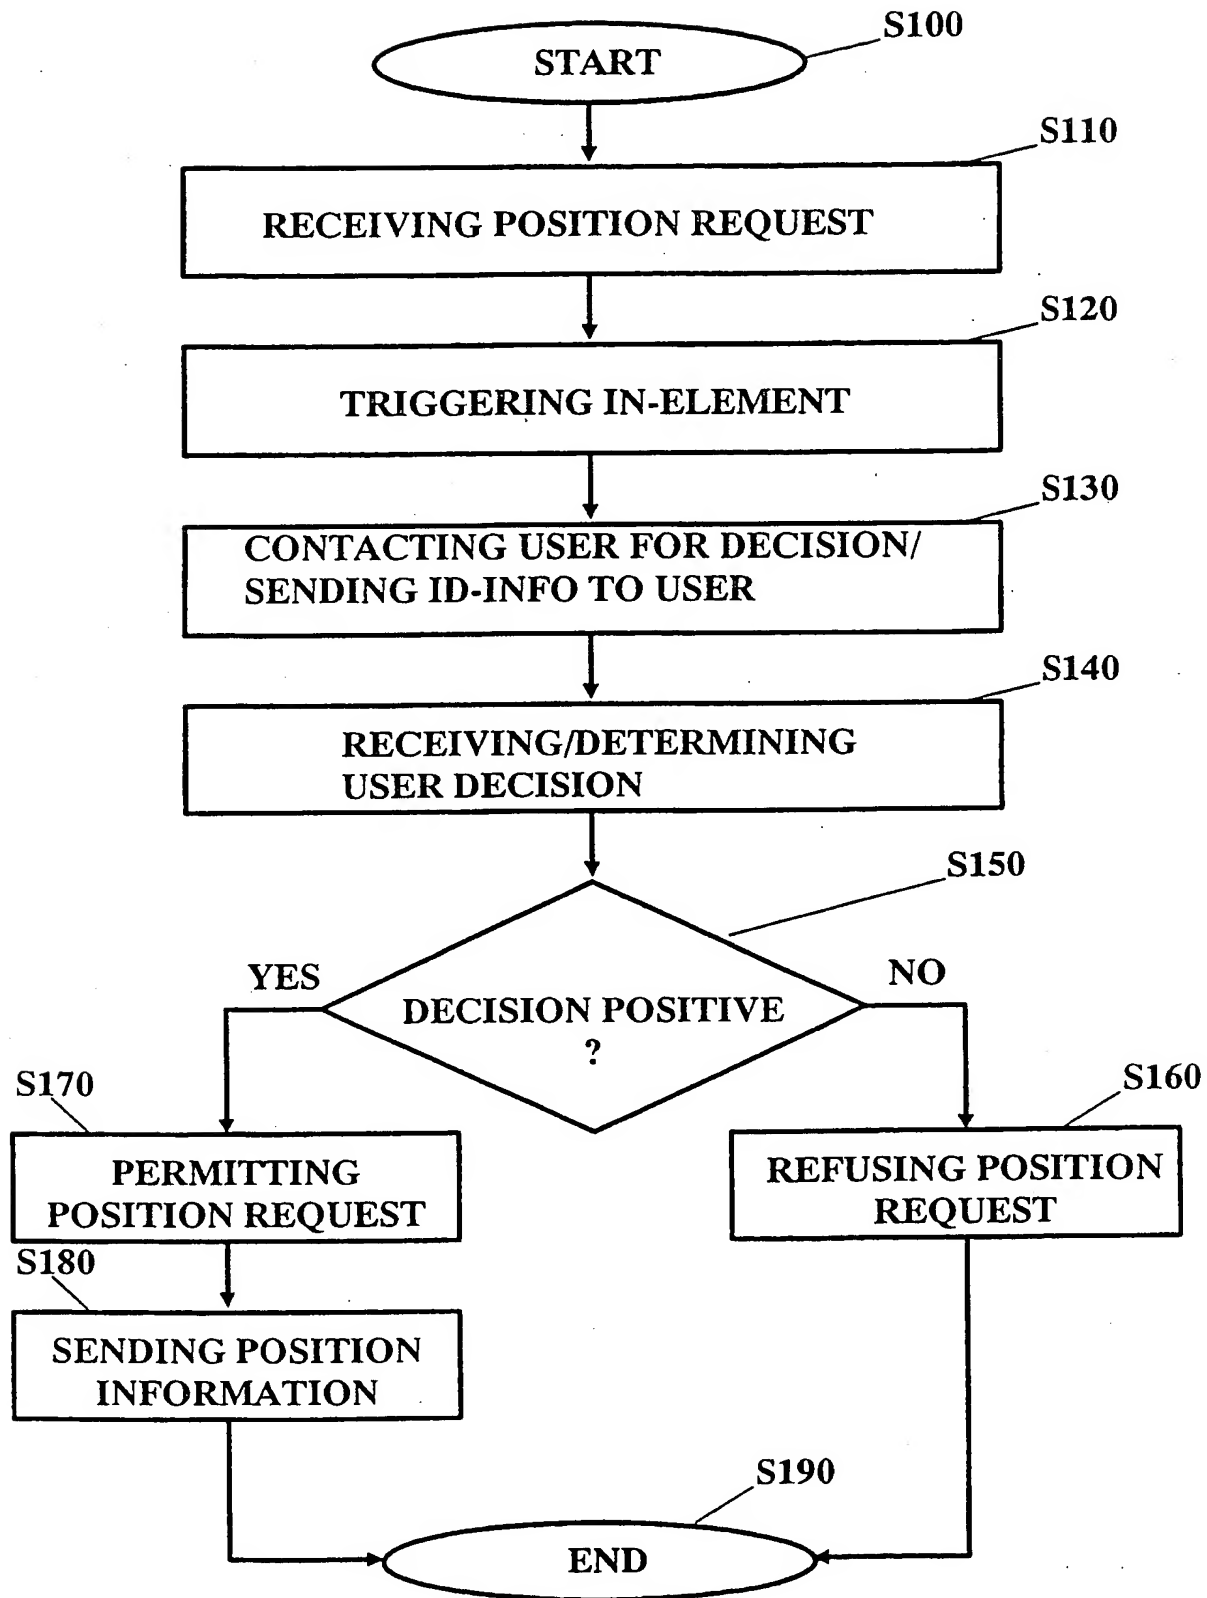 S100
START
S110
RECEIVING POSITION REQUEST
S120
TRIGGERING IN-ELEMENT
S130
CONTACTING USER FOR DECISION/
SENDING ID-INFO TO USER
S140
RECEIVING/DETERMINING
USER DECISION
S150
YES
NO
DECISION POSITIVE
?
S170
S160
PERMITTING
POSITION REQUEST
REFUSING POSITION
REQUEST
S180
SENDING POSITION
INFORMATION
S190
END